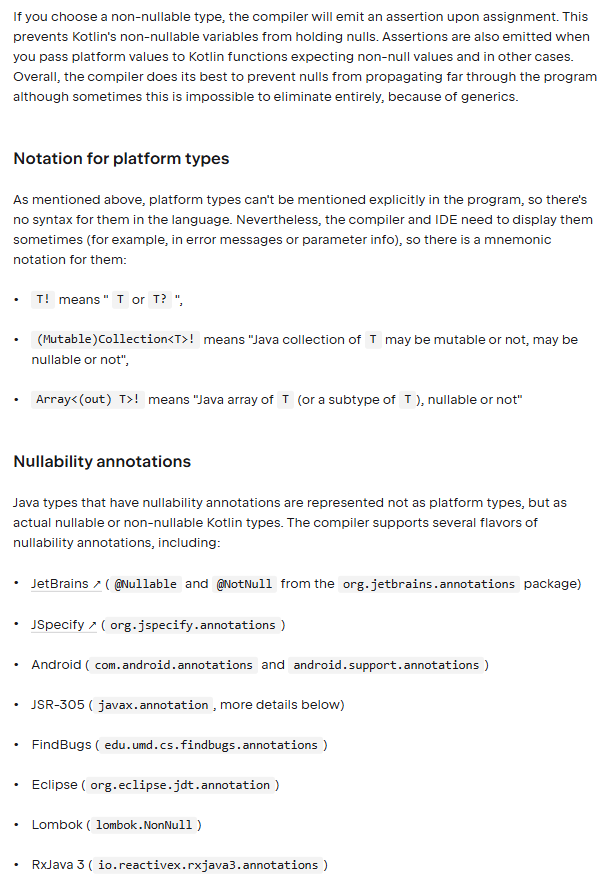 If you choose a non-nullable type, the compiler will emit an assertion upon assignment. This
prevents Kotlin's non-nullable variables from holding nulls. Assertions are also emitted when
you pass platform values to Kotlin functions expecting non-null values and in other cases.
Overall, the compiler does its best to prevent nulls from propagating far through the program
although sometimes this is impossible to eliminate entirely, because of generics.
Notation for platform types
As mentioned above, platform types can't be mentioned explicitly in the program, so there's
no syntax for them in the language. Nevertheless, the compiler and IDE need to display them
sometimes (for example, in error messages or parameter info), so there is a mnemonic
notation for them:
• T! means " T or T? ",
• (Mutable)Collection<T>! means "Java collection of T may be mutable or not, may be
nullable or not",
• Array<(out) T>! means "Java array of T (or a subtype of T ), nullable or not"
Nullability annotations
Java types that have nullability annotations are represented not as platform types, but as
actual nullable or non-nullable Kotlin types. The compiler supports several flavors of
nullability annotations, including:
• JetBrains ↗ ( @Nullable and @NotNull from the org.jetbrains.annotations package)
• JSpecify ↗ ( org.jspecify.annotations )
• Android ( com.android.annotations and android.support.annotations )
• JSR-305 ( javax.annotation , more details below)
• FindBugs ( edu.umd.cs.findbugs.annotations )
• Eclipse ( org.eclipse.jdt.annotation )
• Lombok ( lombok.NonNull )
• RxJava 3 ( io.reactivex.rxjava3.annotations )